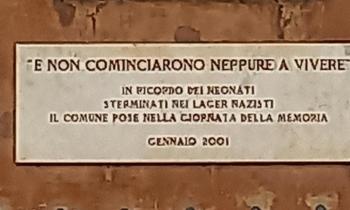 "E NON COMINCIARONO NEPPURE A VIVERE"
IN RICORDO DEI NEONATI
STERMINATI NEI LAGER NAZISTI
IL COMUNE POSE NELLA GIORNATA DELLA MEMORIA
GENNAIO 2001